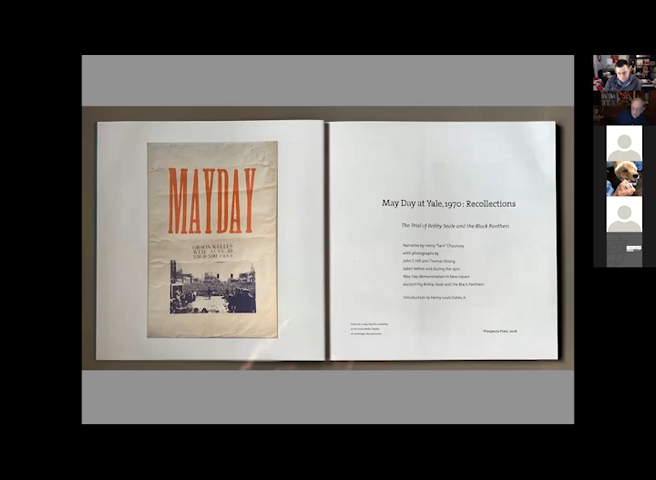 MAYDAY
May Day at Yale, 1970: Recollections
The Trial of Bobby Seale and the Black Panthers
Narrative by Henry "Sam" Chauncey
with photographs by
John T. Hill and Thomas Strong
taken before and during the 1970
May Day demonstration in New Haven
supporting Bobby Seale and the Black Panthers
Introduction by Henry Louis Gates, Jr.
Prospecta Press, 2016